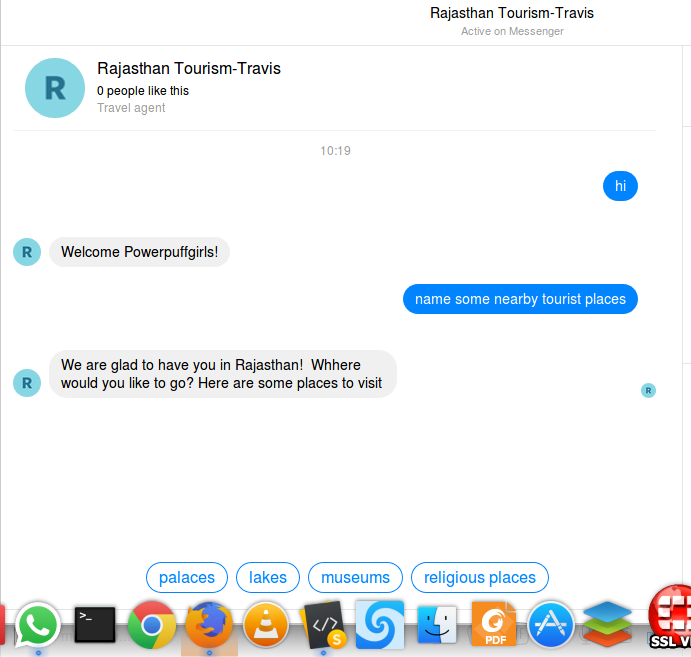 Rajasthan Tourism-Travis
Active on Messenger
R
Rajasthan Tourism-Travis
0 people like this
Travel agent
10:19
hi
R
Welcome Powerpuffgirls!
name some nearby tourist places
We are glad to have you in Rajasthan!  Whhere
R
would you like to go? Here are some places to visit
R
palaces
lakes
museums
religious places
>_
</>
S
PDF
SSL V